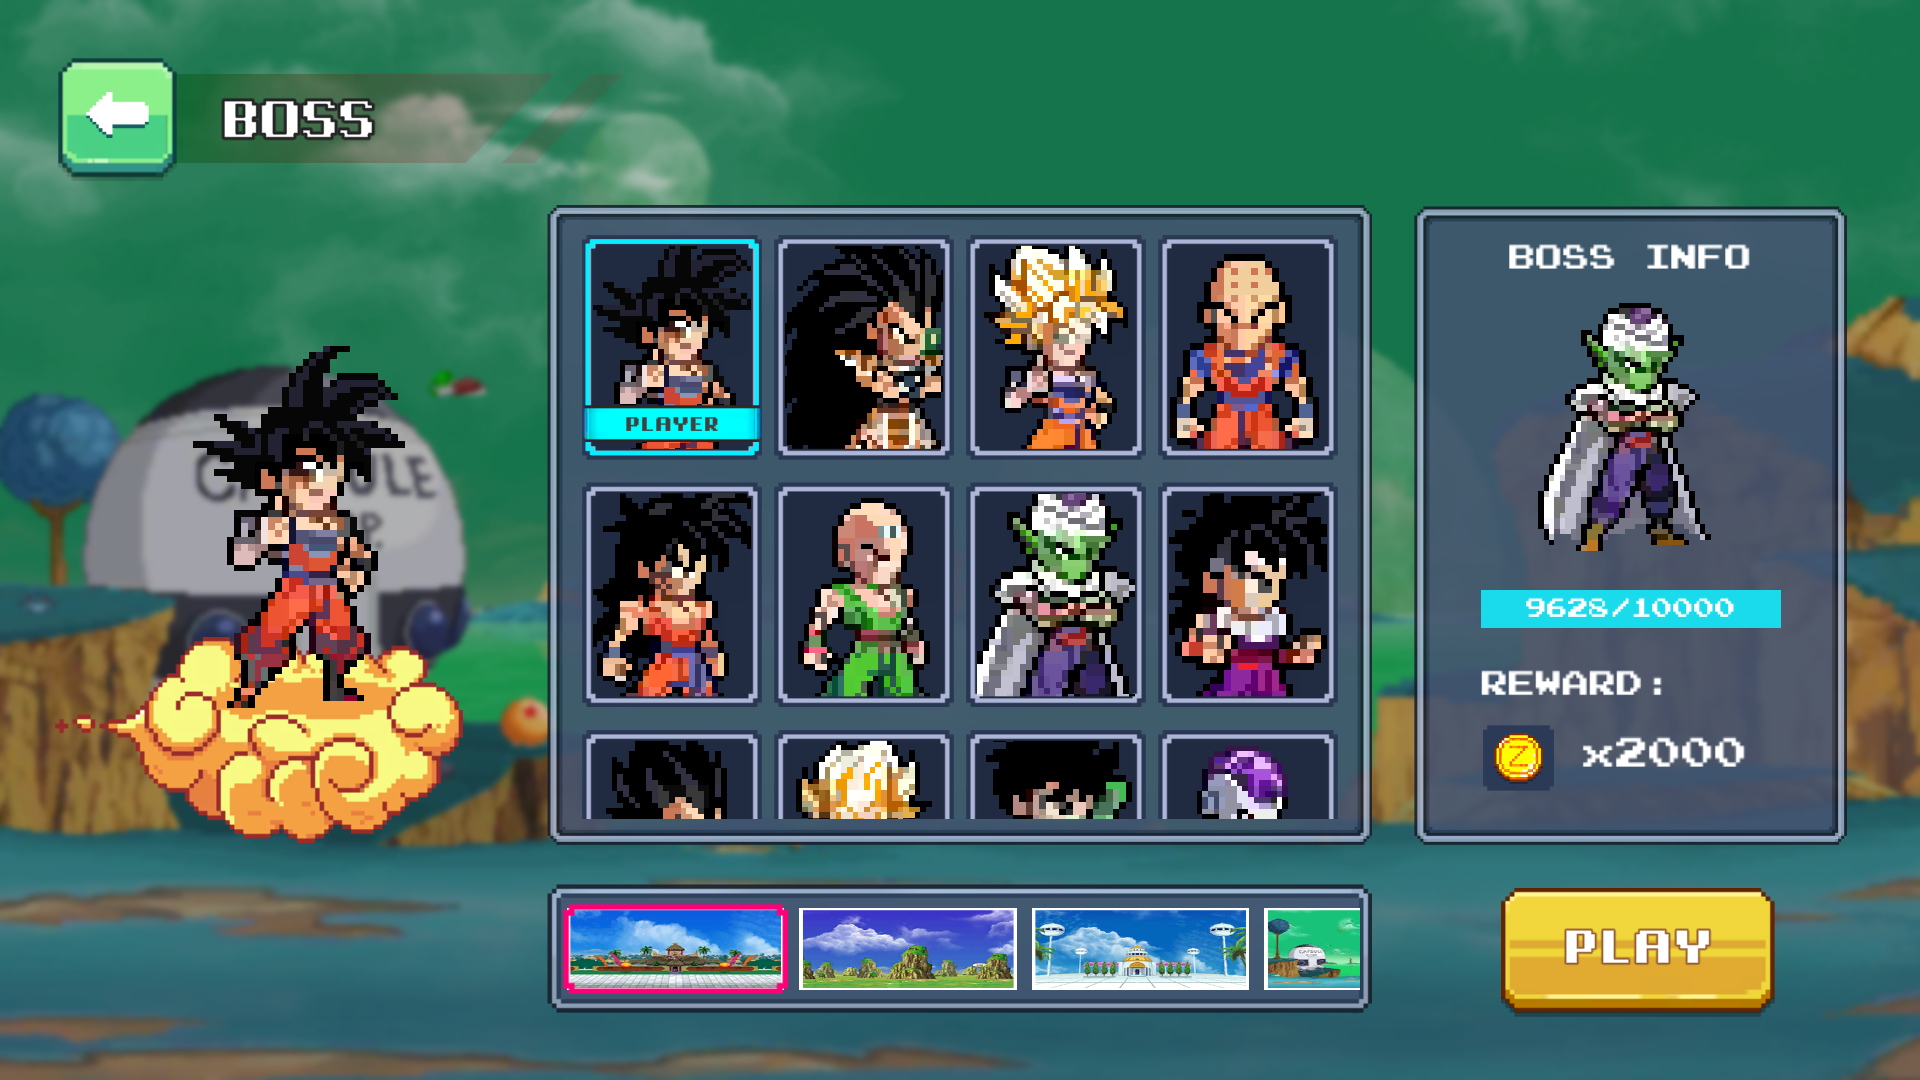 BOSS
PLAYER
BOSS INFO
9628/10000
REWARD:
Z
x2000
PLAY